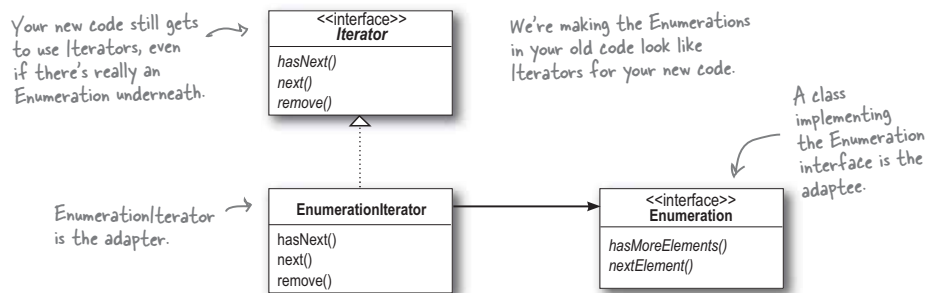 Your new code still gets
to use Iterators, even
if there's really an
Enumeration underneath.
<<interface>>
Iterator
hasNext()
next()
remove()
We're making the Enumerations
in your old code look like
Iterators for your new code.
A class
implementing
the Enumeration
interface is the
adaptee.
EnumerationIterator
is the adapter.
EnumerationIterator
hasNext()
next()
remove()
<<interface>>
Enumeration
hasMoreElements()
nextElement()